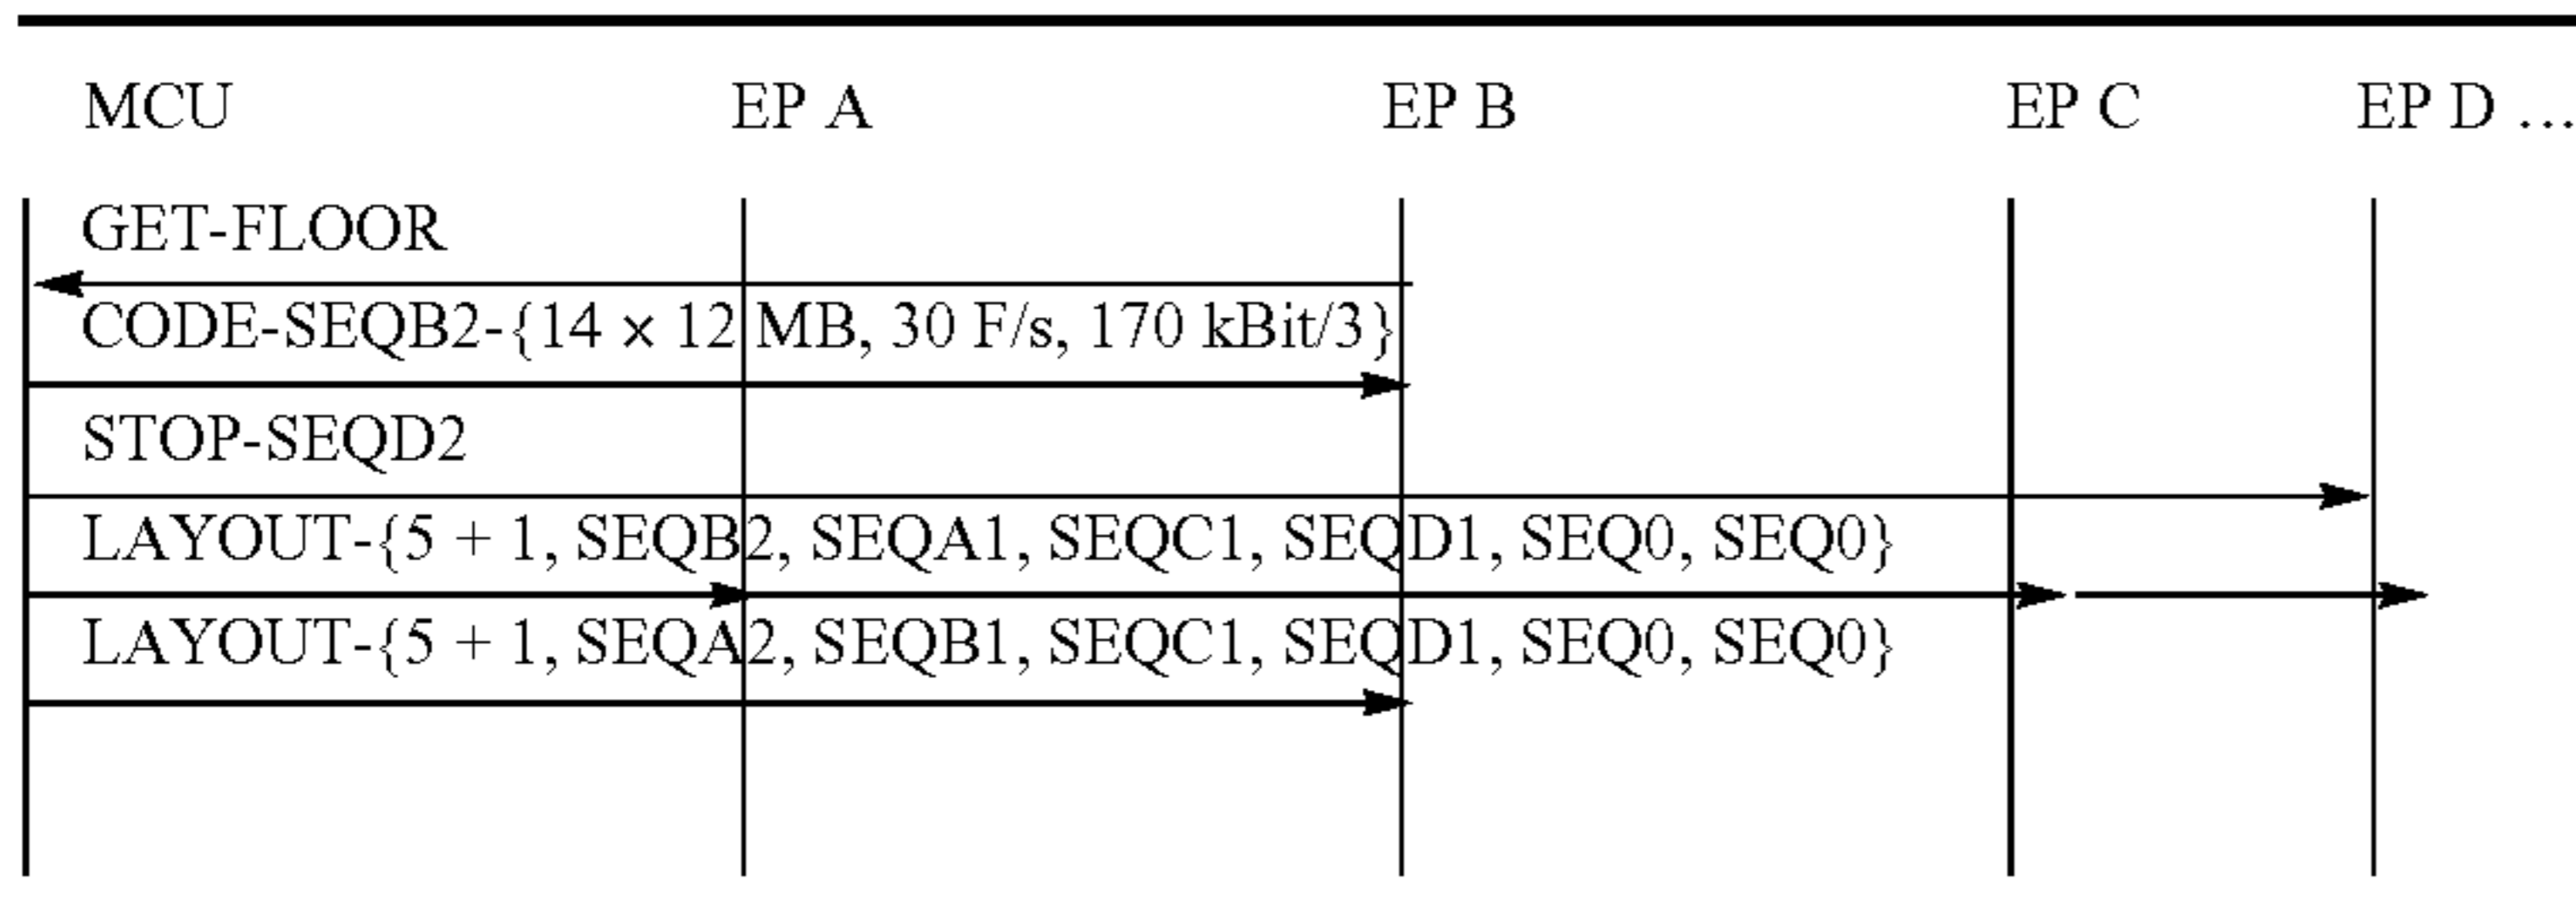 MCU EP A EP B EP C EP D …
GET-FLOOR
CODE-SEQB2-{14 × 12 MB, 30 F/s, 170 kBit/3}
STOP-SEQD2
LAYOUT-{5 + 1, SEQB2, SEQA1, SEQC1, SEQD1, SEQ0, SEQ0}
LAYOUT-{5 + 1, SEQA2, SEQB1, SEQC1, SEQD1, SEQ0, SEQ0}